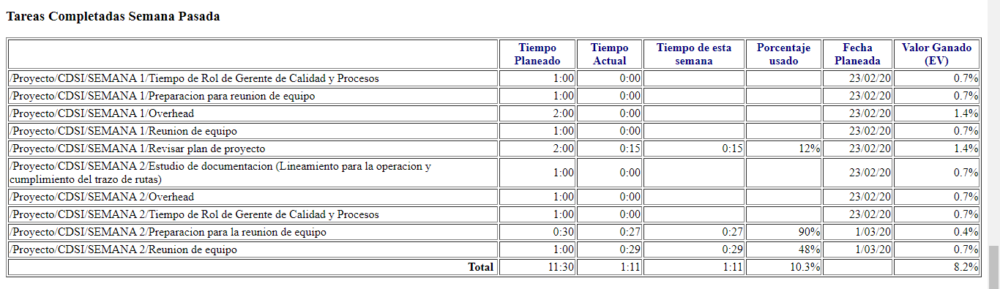 Tareas Completadas Semana Pasada
Tiempo Planeado Tiempo Actual Tiempo de esta semana Porcentaje usado Fecha Planeada Valor Ganado (EV)
/Proyecto/CDSI/SEMANA 1/Tiempo de Rol de Gerente de Calidad y Procesos 1:00 0:00 23/02/20 0.7%
/Proyecto/CDSI/SEMANA 1/Preparacion para reunion de equipo 1:00 0:00 23/02/20 0.7%
/Proyecto/CDSI/SEMANA 1/Overhead 2:00 0:00 23/02/20 1.4%
/Proyecto/CDSI/SEMANA 1/Reunion de equipo 1:00 0:00 23/02/20 0.7%
/Proyecto/CDSI/SEMANA 1/Revisar plan de proyecto 2:00 0:15 0:15 12% 23/02/20 1.4%
/Proyecto/CDSI/SEMANA 2/Estudio de documentacion (Lineamiento para la operacion y
cumplimiento del trazo de rutas) 1:00 0:00 23/02/20 0.7%
/Proyecto/CDSI/SEMANA 2/Overhead 1:00 0:00 23/02/20 0.7%
/Proyecto/CDSI/SEMANA 2/Tiempo de Rol de Gerente de Calidad y Procesos 1:00 0:00 23/02/20 0.7%
/Proyecto/CDSI/SEMANA 2/Preparacion para la reunion de equipo 0:30 0:27 0:27 90% 1/03/20 0.4%
/Proyecto/CDSI/SEMANA 2/Reunion de equipo 1:00 0:29 0:29 48% 1/03/20 0.7%
Total 11:30 1:11 1:11 10.3% 8.2%